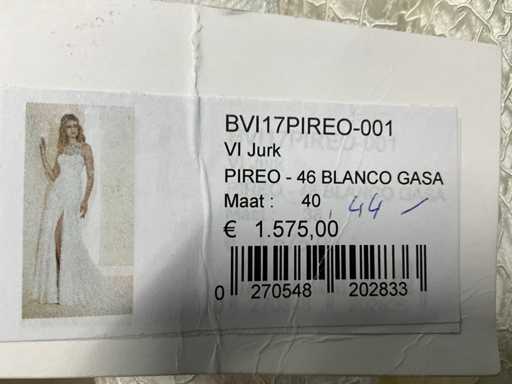 BVI17PIREO-001
VI Jurk
PIREO - 46 BLANCO GASA
Maat : 40 44 -
€ 1.575,00
0 270548 202833